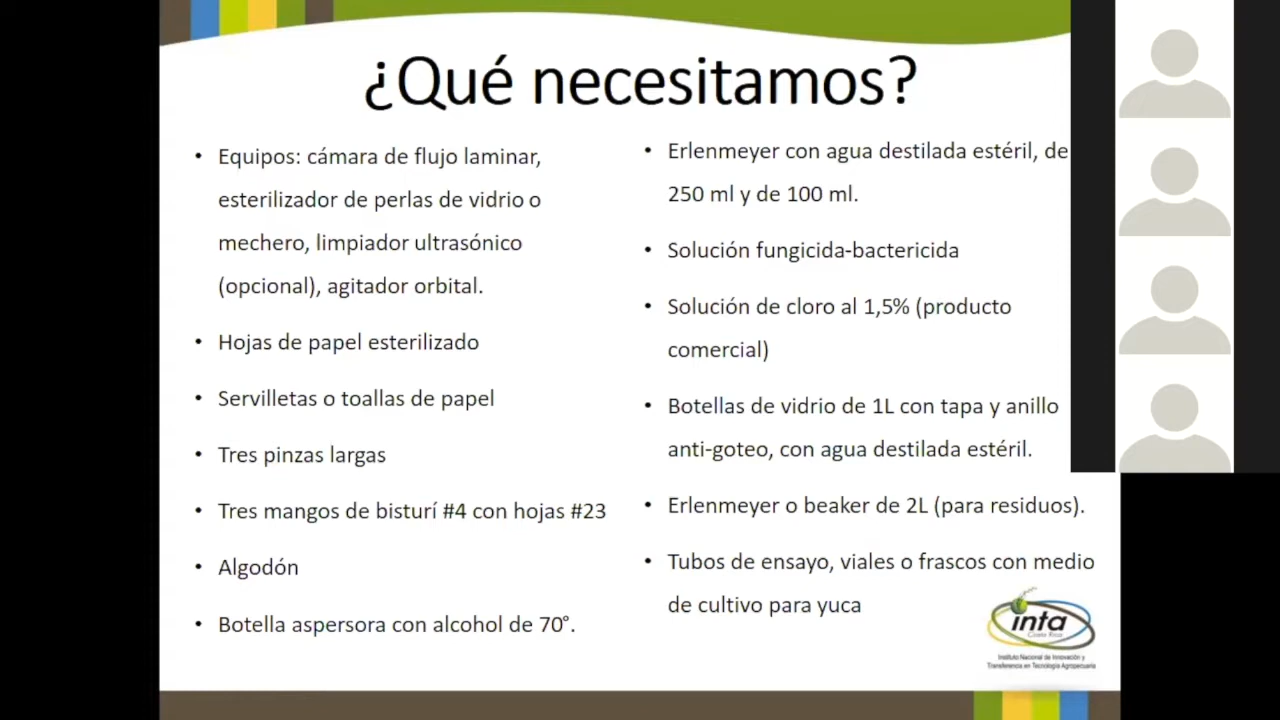 ¿Qué necesitamos?
• Equipos: cámara de flujo laminar,
esterilizador de perlas de vidrio o
mechero, limpiador ultrasónico
(opcional), agitador orbital.
• Hojas de papel esterilizado
• Servilletas o toallas de papel
• Tres pinzas largas
• Tres mangos de bisturí #4 con hojas #23
• Algodón
• Botella aspersora con alcohol de 70°.
• Erlenmeyer con agua destilada estéril, de
250 ml y de 100 ml.
• Solución fungicida-bactericida
• Solución de cloro al 1,5% (producto
comercial)
• Botellas de vidrio de 1L con tapa y anillo
anti-goteo, con agua destilada estéril.
• Erlenmeyer o beaker de 2L (para residuos).
• Tubos de ensayo, viales o frascos con medio
de cultivo para yuca
inta
Costa Rica
Instituto Nacional de Innovación y
Transferencia en Tecnología Agropecuaria